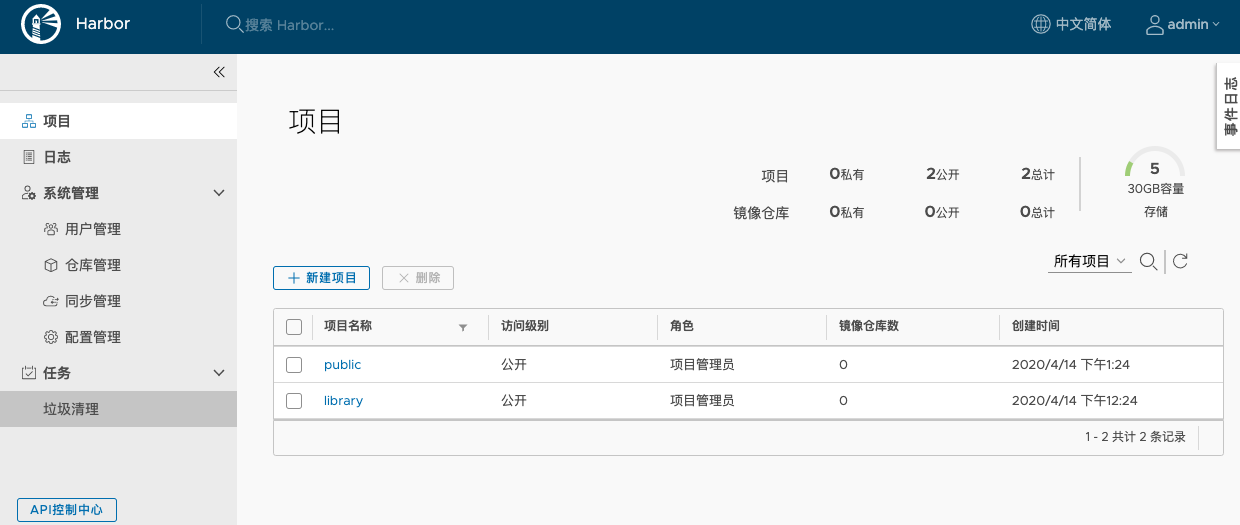 Harbor
搜索 Harbor...
中文简体
admin
事件日志
项目
日志
系统管理
用户管理
仓库管理
同步管理
配置管理
任务
垃圾清理
API控制中心
项目
项目 0私有 2公开 2总计
镜像仓库 0私有 0公开 0总计
5
30GB容量
存储
新建项目 删除
所有项目
项目名称 访问级别 角色 镜像仓库数 创建时间
public 公开 项目管理员 0 2020/4/14 下午1:24
library 公开 项目管理员 0 2020/4/14 下午12:24
1 - 2 共计 2 条记录